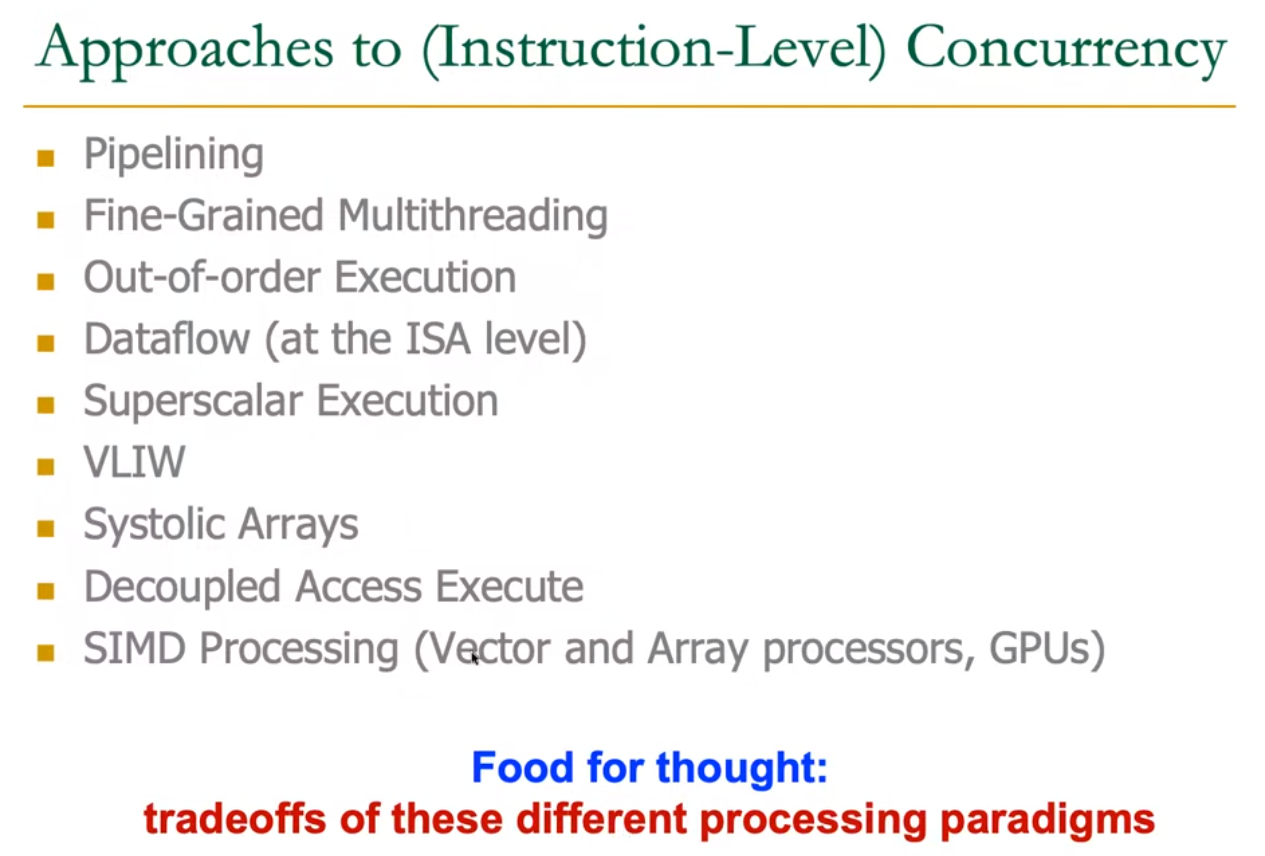 Approaches to (Instruction-Level) Concurrency
Pipelining
Fine-Grained Multithreading
Out-of-order Execution
Dataflow (at the ISA level)
Superscalar Execution
VLIW
Systolic Arrays
Decoupled Access Execute
SIMD Processing (Vector and Array processors, GPUs)
Food for thought:
tradeoffs of these different processing paradigms